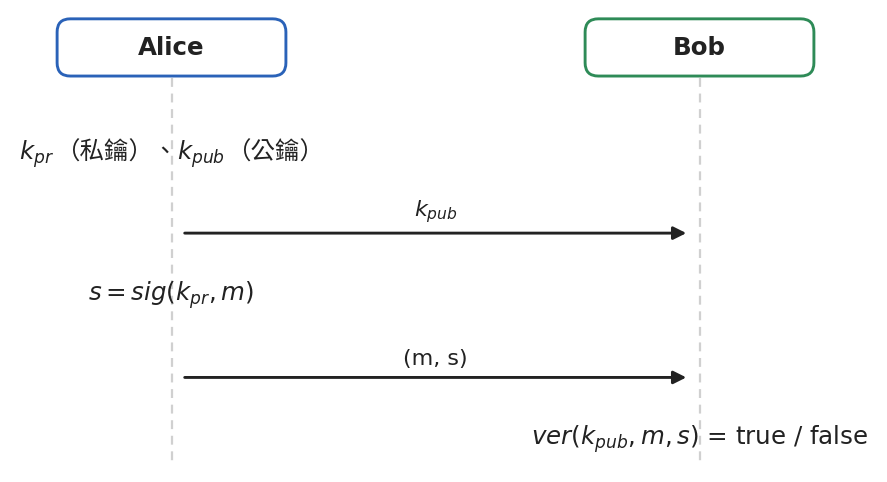 Alice
Bob
k_pr（私鑰）、k_pub（公鑰）
k_pub
s = sig(k_pr, m)
(m, s)
ver(k_pub, m, s) = true / false